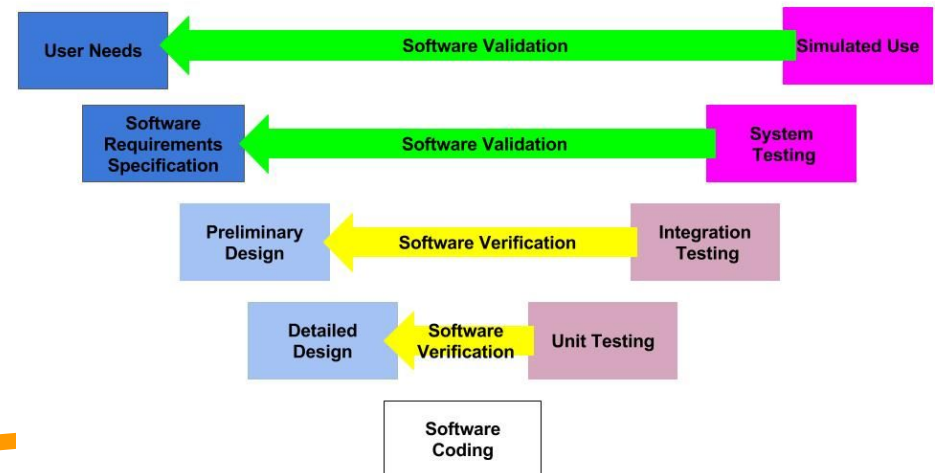 User Needs
Software Validation
Simulated Use
Software
Requirements
Specification
Software Validation
System
Testing
Preliminary
Design
Software Verification
Integration
Testing
Detailed
Design
Software
Verification
Unit Testing
Software
Coding